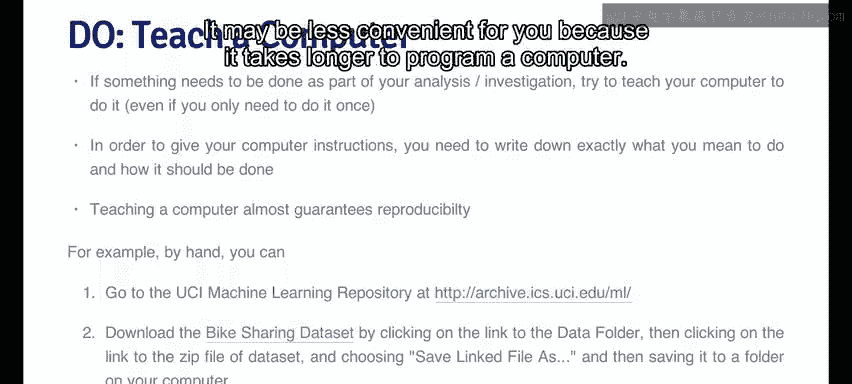 DO: Teach a Computer
It may be less convenient for you because
it takes longer to program a computer.
· If something needs to be done as part of your analysis / investigation, try to teach your computer to
do it (even if you only need to do it once)
· In order to give your computer instructions, you need to write down exactly what you mean to do
and how it should be done
· Teaching a computer almost guarantees reproducibilty
For example, by hand, you can
1. Go to the UCI Machine Learning Repository at http://archive.ics.uci.edu/ml/
2. Download the Bike Sharing Dataset by clicking on the link to the Data Folder, then clicking on the
link to the zip file of dataset, and choosing "Save Linked File As..." and then saving it to a folder
on your computer